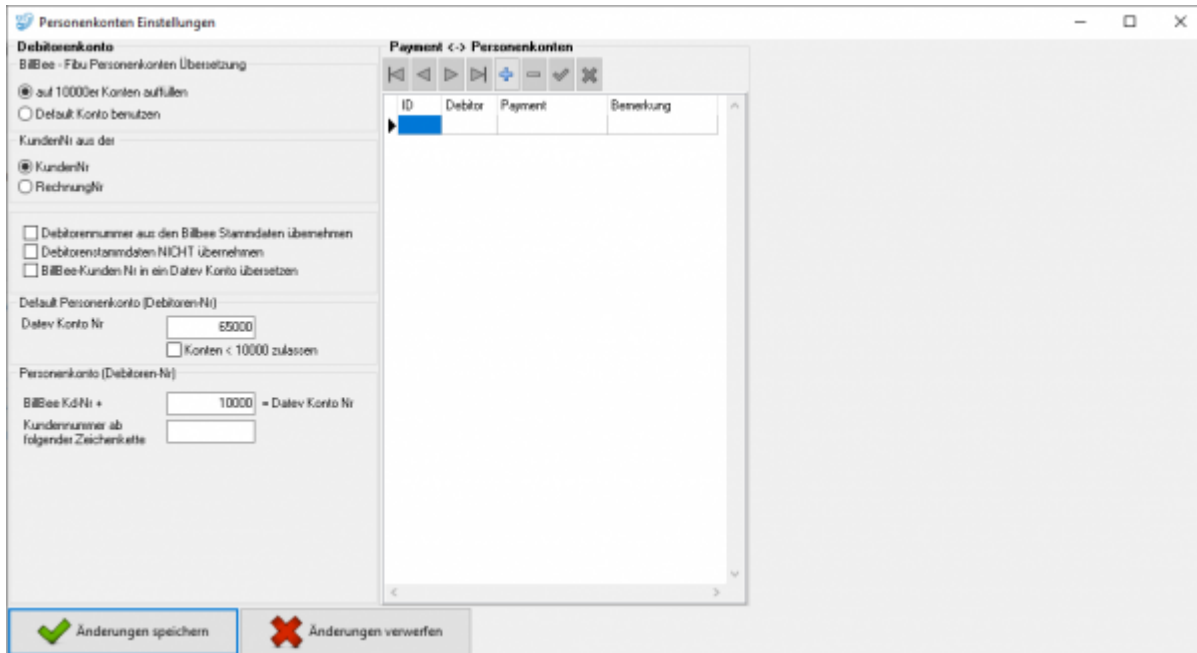 Personenkonten Einstellungen
Debitorenkonto
BillBee - Fibu Personenkonten Übersetzung
auf 10000er Konten auffüllen
Default Konto benutzen
KundenNr aus der
KundenNr
RechnungNr
Debitorennummer aus den Billbee Stammdaten übernehmen
Debitorenstammdaten NICHT übernehmen
BillBee-Kunden Nr in ein Datev Konto übersetzen
Default Personenkonto (Debitoren-Nr)
Datev Konto Nr 65000
Konten < 10000 zulassen
Personenkonto (Debitoren-Nr)
BillBee Kd-Nr + 10000 = Datev Konto Nr
Kundennummer ab
folgender Zeichenkette
Payment <-> Personenkonten
ID Debitor Payment Bemerkung
Änderungen speichern
Änderungen verwerfen